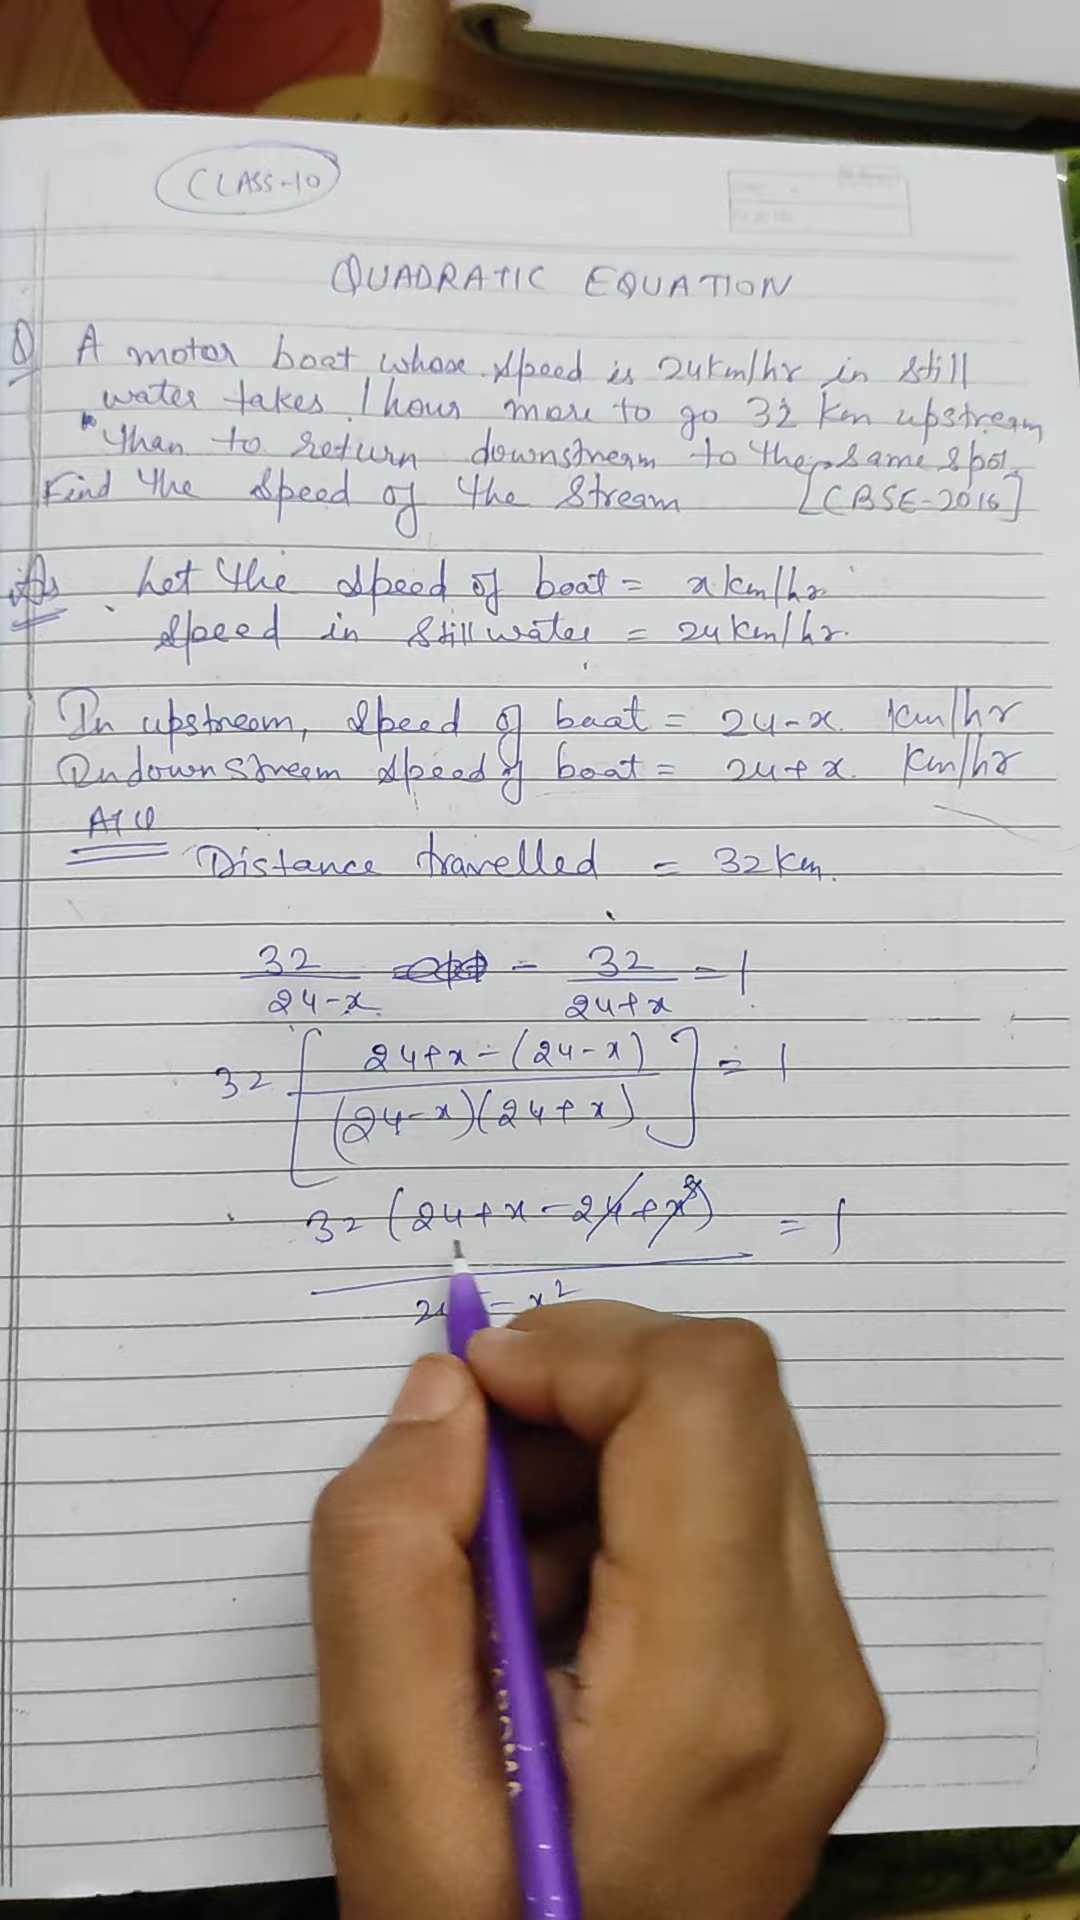 CLASS-10
QUADRATIC EQUATION
Q A motor boat whose speed is 24km/hr in still
water takes 1 hour more to go 32 km upstream
than to return downstream to the same spot.
Find the speed of the stream [CBSE-2016]
Let the speed of boat = x km/hr
speed in still water = 24 km/hr.
In upstream, speed of boat = 24-x. km/hr
In downstream speed of boat = 24+x. km/hr
ATQ
Distance travelled = 32km.
32/24-x - 32/24+x = 1
32 [24+x-(24-x)/(24-x)(24+x)] = 1
32 (24+x-24+x) = 1
- x²